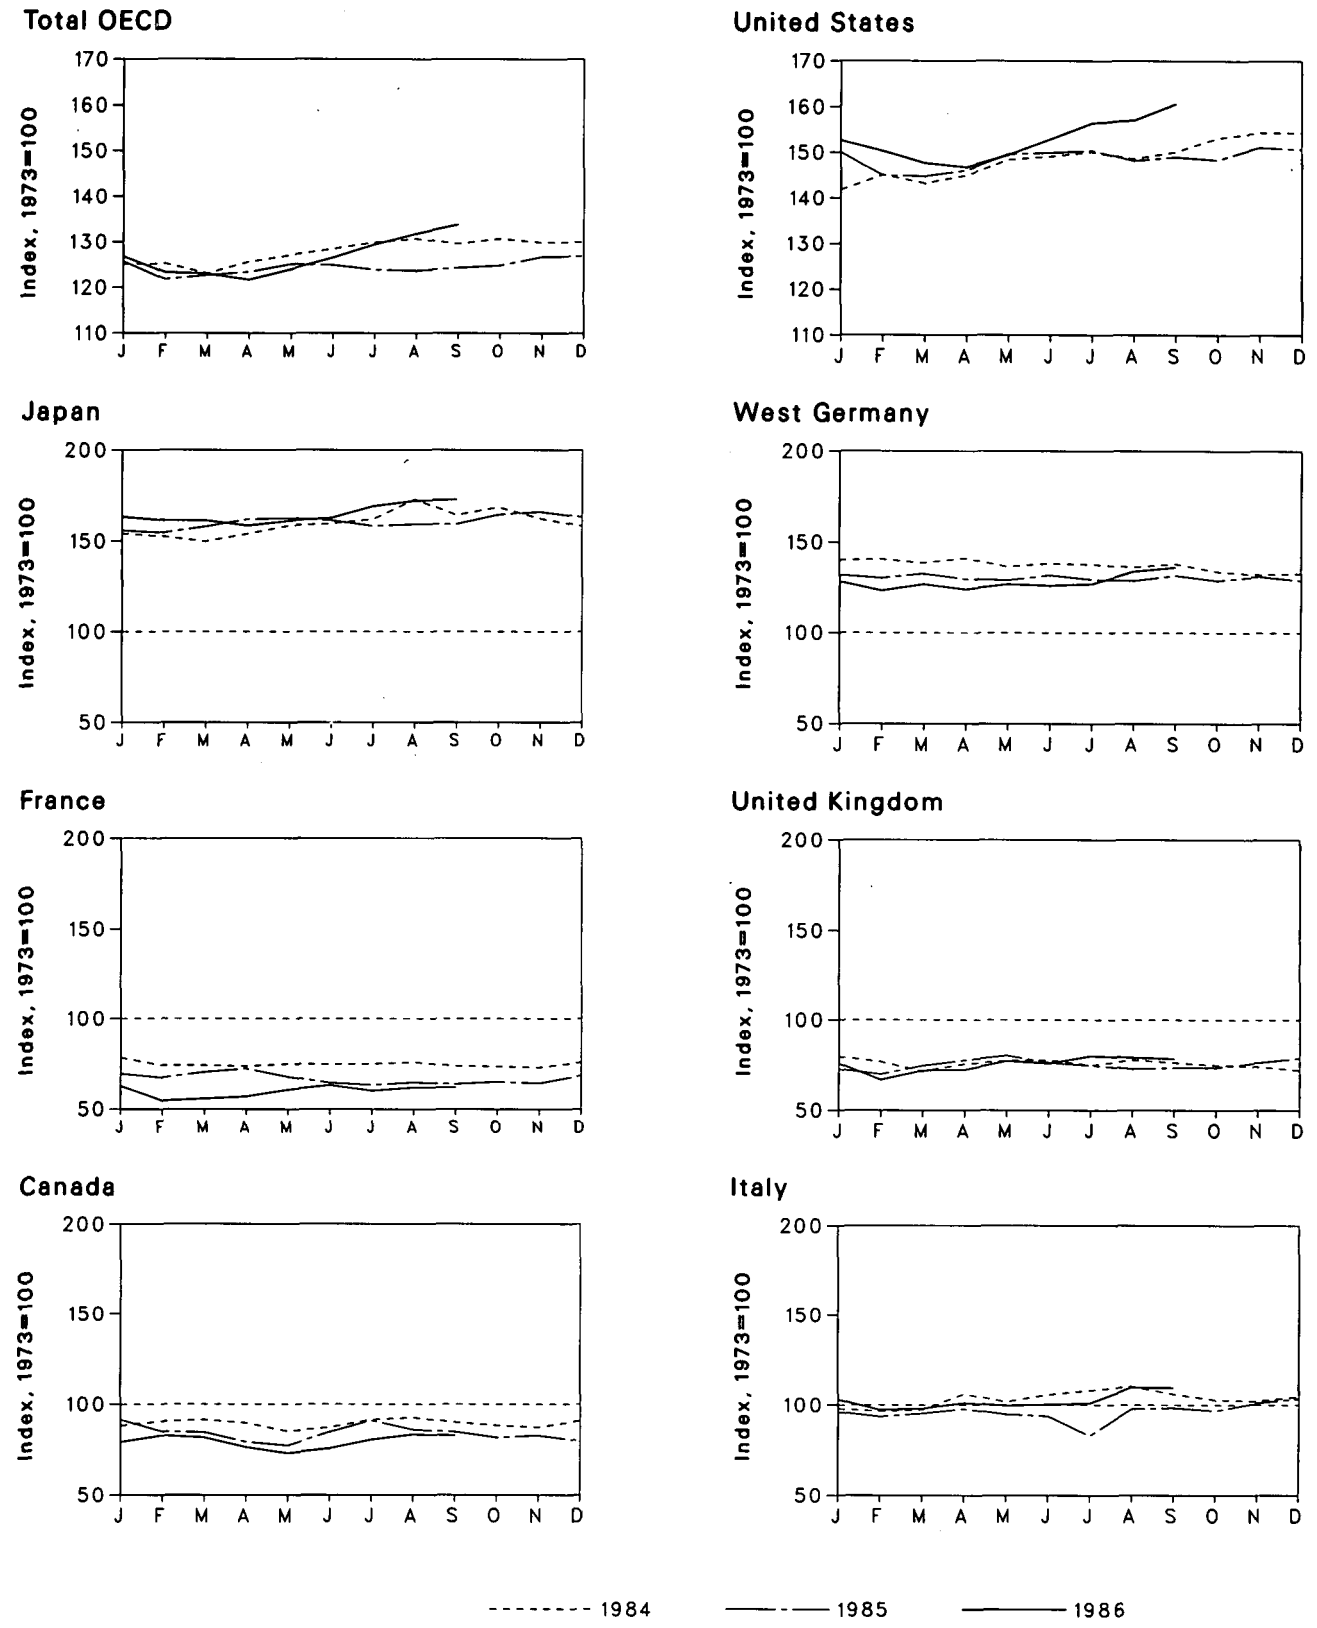 Total OECD
Index, 1973=100
170
160
150
140
130
120
110
J F M A M J J A S O N D
United States
Index, 1973=100
170
160
150
140
130
120
110
J F M A M J J A S O N D
Japan
Index, 1973=100
200
150
100
50
J F M A M J J A S O N D
West Germany
Index, 1973=100
200
150
100
50
J F M A M J J A S O N D
France
Index, 1973=100
200
150
100
50
J F M A M J J A S O N D
United Kingdom
Index, 1973=100
200
150
100
50
J F M A M J J A S O N D
Canada
Index, 1973=100
200
150
100
50
J F M A M J J A S O N D
Italy
Index, 1973=100
200
150
100
50
J F M A M J J A S O N D
1984 1985 1986